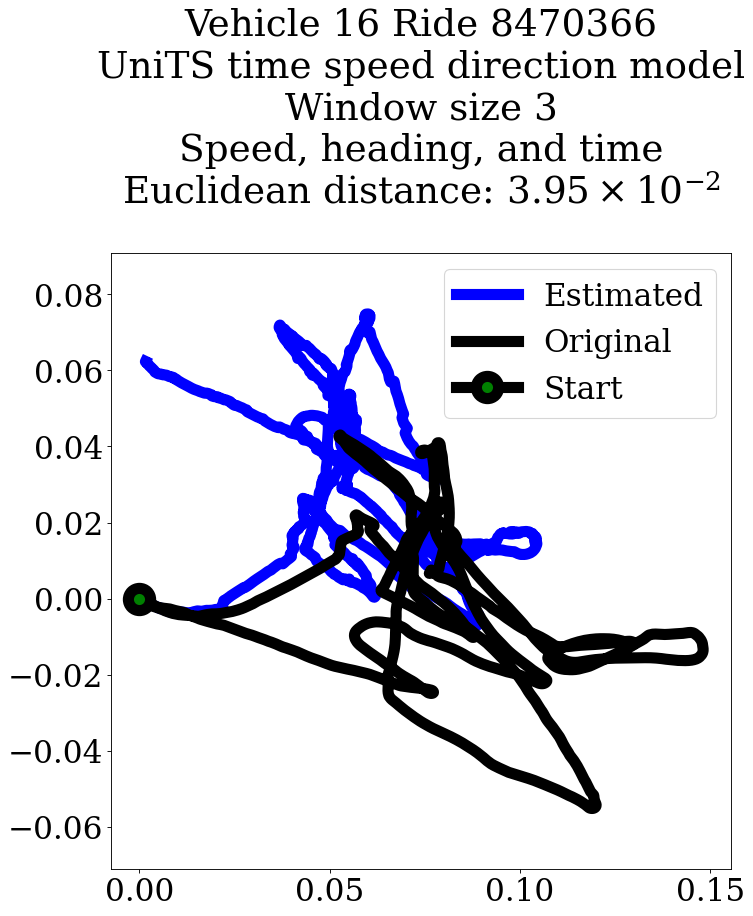 Vehicle 16 Ride 8470366
UniTS time speed direction model
Window size 3
Speed, heading, and time
Euclidean distance: 3.95 × 10⁻²
Estimated
Original
Start
0.08
0.06
0.04
0.02
0.00
−0.02
−0.04
−0.06
0.00 0.05 0.10 0.15